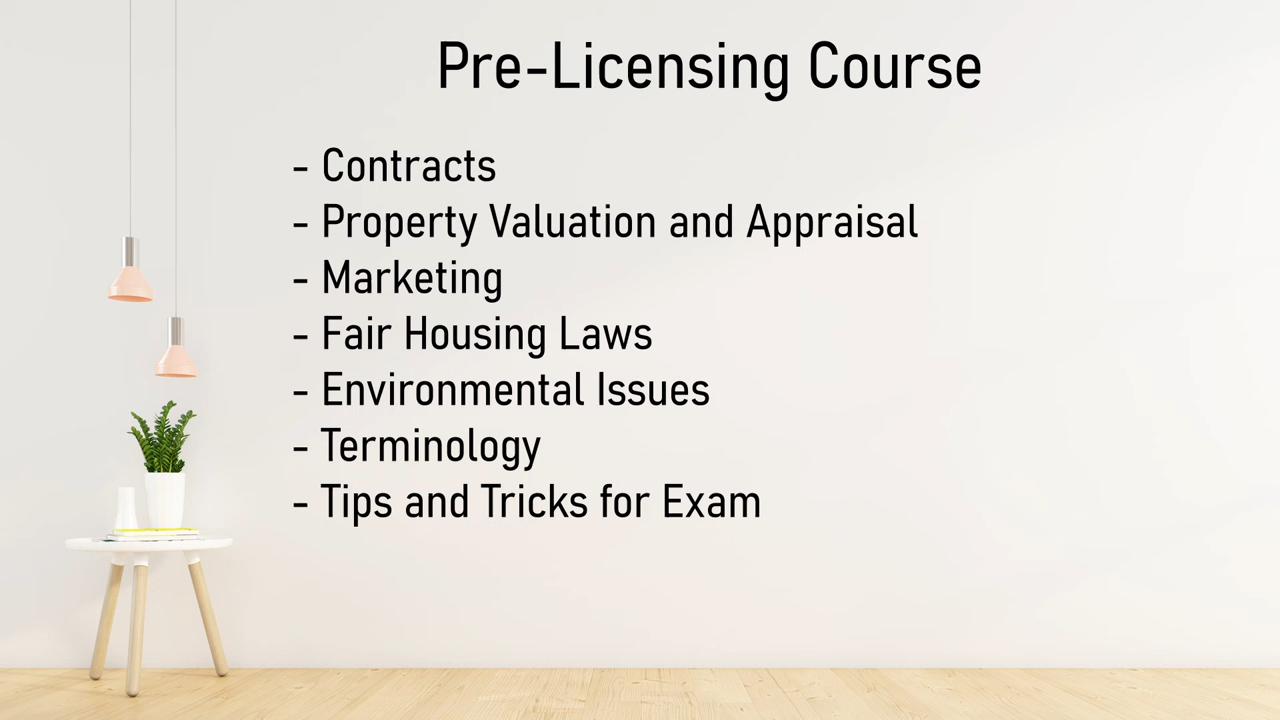 Pre-Licensing Course
- Contracts
- Property Valuation and Appraisal
- Marketing
- Fair Housing Laws
- Environmental Issues
- Terminology
- Tips and Tricks for Exam